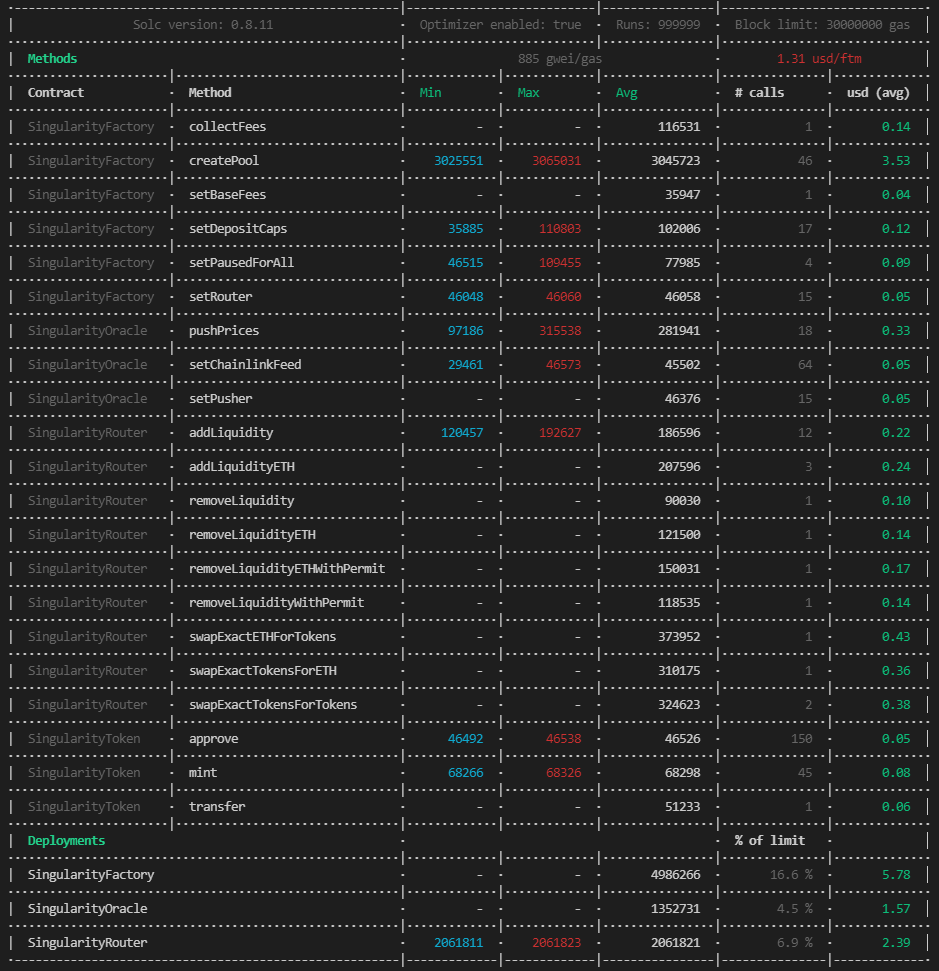 Solc version: 0.8.11 · Optimizer enabled: true · Runs: 999999 · Block limit: 30000000 gas
Methods · 885 gwei/gas · 1.31 usd/ftm
Contract · Method · Min · Max · Avg · # calls · usd (avg)
SingularityFactory · collectFees · - · - · 116531 · 1 · 0.14
SingularityFactory · createPool · 3025551 · 3065031 · 3045723 · 46 · 3.53
SingularityFactory · setBaseFees · - · - · 35947 · 1 · 0.04
SingularityFactory · setDepositCaps · 35885 · 110803 · 102006 · 17 · 0.12
SingularityFactory · setPausedForAll · 46515 · 109455 · 77985 · 4 · 0.09
SingularityFactory · setRouter · 46048 · 46060 · 46058 · 15 · 0.05
SingularityOracle · pushPrices · 97186 · 315538 · 281941 · 18 · 0.33
SingularityOracle · setChainlinkFeed · 29461 · 46573 · 45502 · 64 · 0.05
SingularityOracle · setPusher · - · - · 46376 · 15 · 0.05
SingularityRouter · addLiquidity · 120457 · 192627 · 186596 · 12 · 0.22
SingularityRouter · addLiquidityETH · - · - · 207596 · 3 · 0.24
SingularityRouter · removeLiquidity · - · - · 90030 · 1 · 0.10
SingularityRouter · removeLiquidityETH · - · - · 121500 · 1 · 0.14
SingularityRouter · removeLiquidityETHWithPermit · - · - · 150031 · 1 · 0.17
SingularityRouter · removeLiquidityWithPermit · - · - · 118535 · 1 · 0.14
SingularityRouter · swapExactETHForTokens · - · - · 373952 · 1 · 0.43
SingularityRouter · swapExactTokensForETH · - · - · 310175 · 1 · 0.36
SingularityRouter · swapExactTokensForTokens · - · - · 324623 · 2 · 0.38
SingularityToken · approve · 46492 · 46538 · 46526 · 150 · 0.05
SingularityToken · mint · 68266 · 68326 · 68298 · 45 · 0.08
SingularityToken · transfer · - · - · 51233 · 1 · 0.06
Deployments · % of limit ·
SingularityFactory · - · - · 4986266 · 16.6 % · 5.78
SingularityOracle · - · - · 1352731 · 4.5 % · 1.57
SingularityRouter · 2061811 · 2061823 · 2061821 · 6.9 % · 2.39